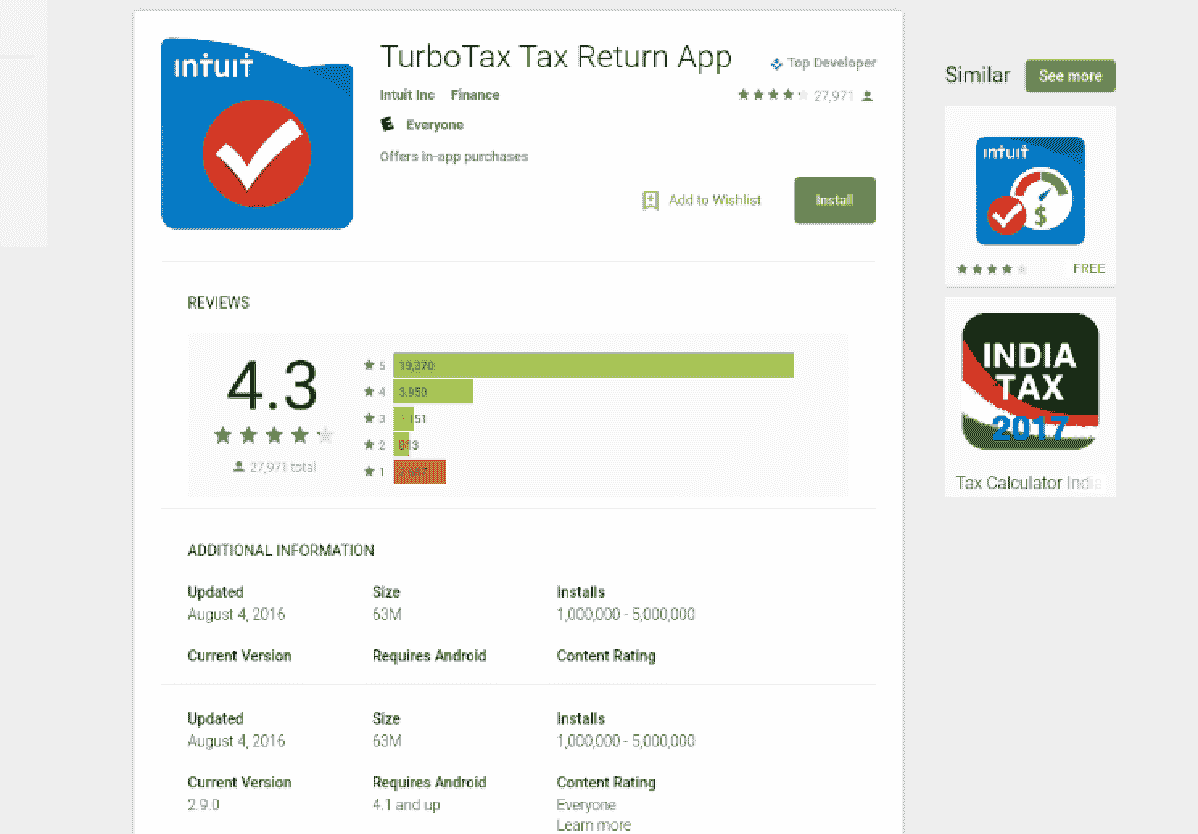 intuit
TurboTax Tax Return App
Top Developer
Intuit Inc Finance
27,971
Everyone
Offers in-app purchases
Add to Wishlist
Install
REVIEWS
4.3
27,971 total
5 19,370
4 3,950
3 151
2
1
ADDITIONAL INFORMATION
Updated Size Installs
August 4, 2016 63M 1,000,000 - 5,000,000
Current Version Requires Android Content Rating
Updated Size Installs
August 4, 2016 63M 1,000,000 - 5,000,000
Current Version Requires Android Content Rating
2.9.0 4.1 and up Everyone
Learn more
Similar
See more
intuit
$
FREE
INDIA
TAX
2017
Tax Calculator India